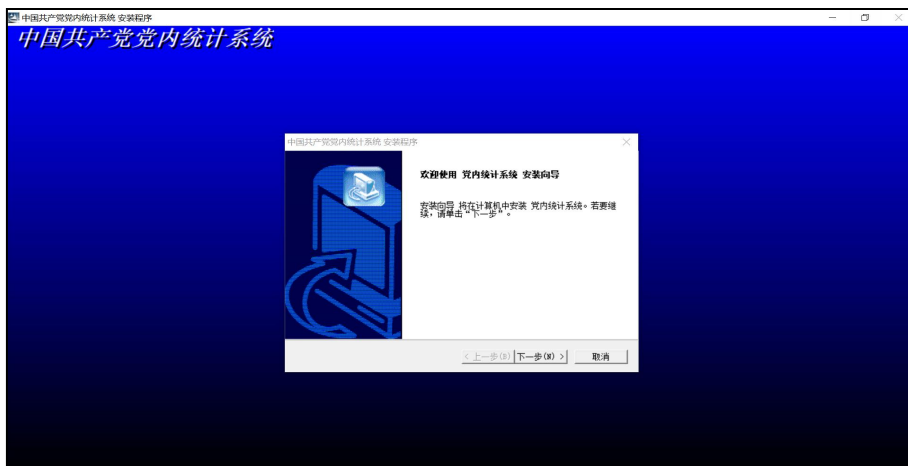 中国共产党党内统计系统 安装程序
中国共产党党内统计系统
中国共产党党内统计系统 安装程序
欢迎使用 党内统计系统 安装向导
安装向导 将在计算机中安装 党内统计系统。若要继
续，请单击“下一步”。
< 上一步(B) 下一步(N) > 取消